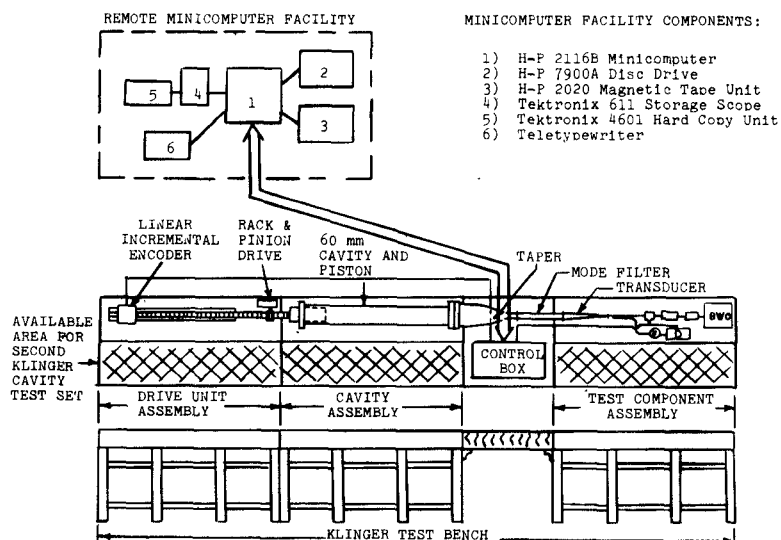 REMOTE MINICOMPUTER FACILITY
1
2
3
4
5
6
MINICOMPUTER FACILITY COMPONENTS:
1) H-P 2116B Minicomputer
2) H-P 7900A Disc Drive
3) H-P 2020 Magnetic Tape Unit
4) Tektronix 611 Storage Scope
5) Tektronix 4601 Hard Copy Unit
6) Teletypewriter
LINEAR
INCREMENTAL
ENCODER
RACK &
PINION
DRIVE
60 mm
CAVITY AND
PISTON
TAPER
MODE FILTER
TRANSDUCER
BWO
AVAILABLE
AREA FOR
SECOND
KLINGER
CAVITY
TEST SET
CONTROL
BOX
DRIVE UNIT
ASSEMBLY
CAVITY
ASSEMBLY
TEST COMPONENT
ASSEMBLY
KLINGER TEST BENCH